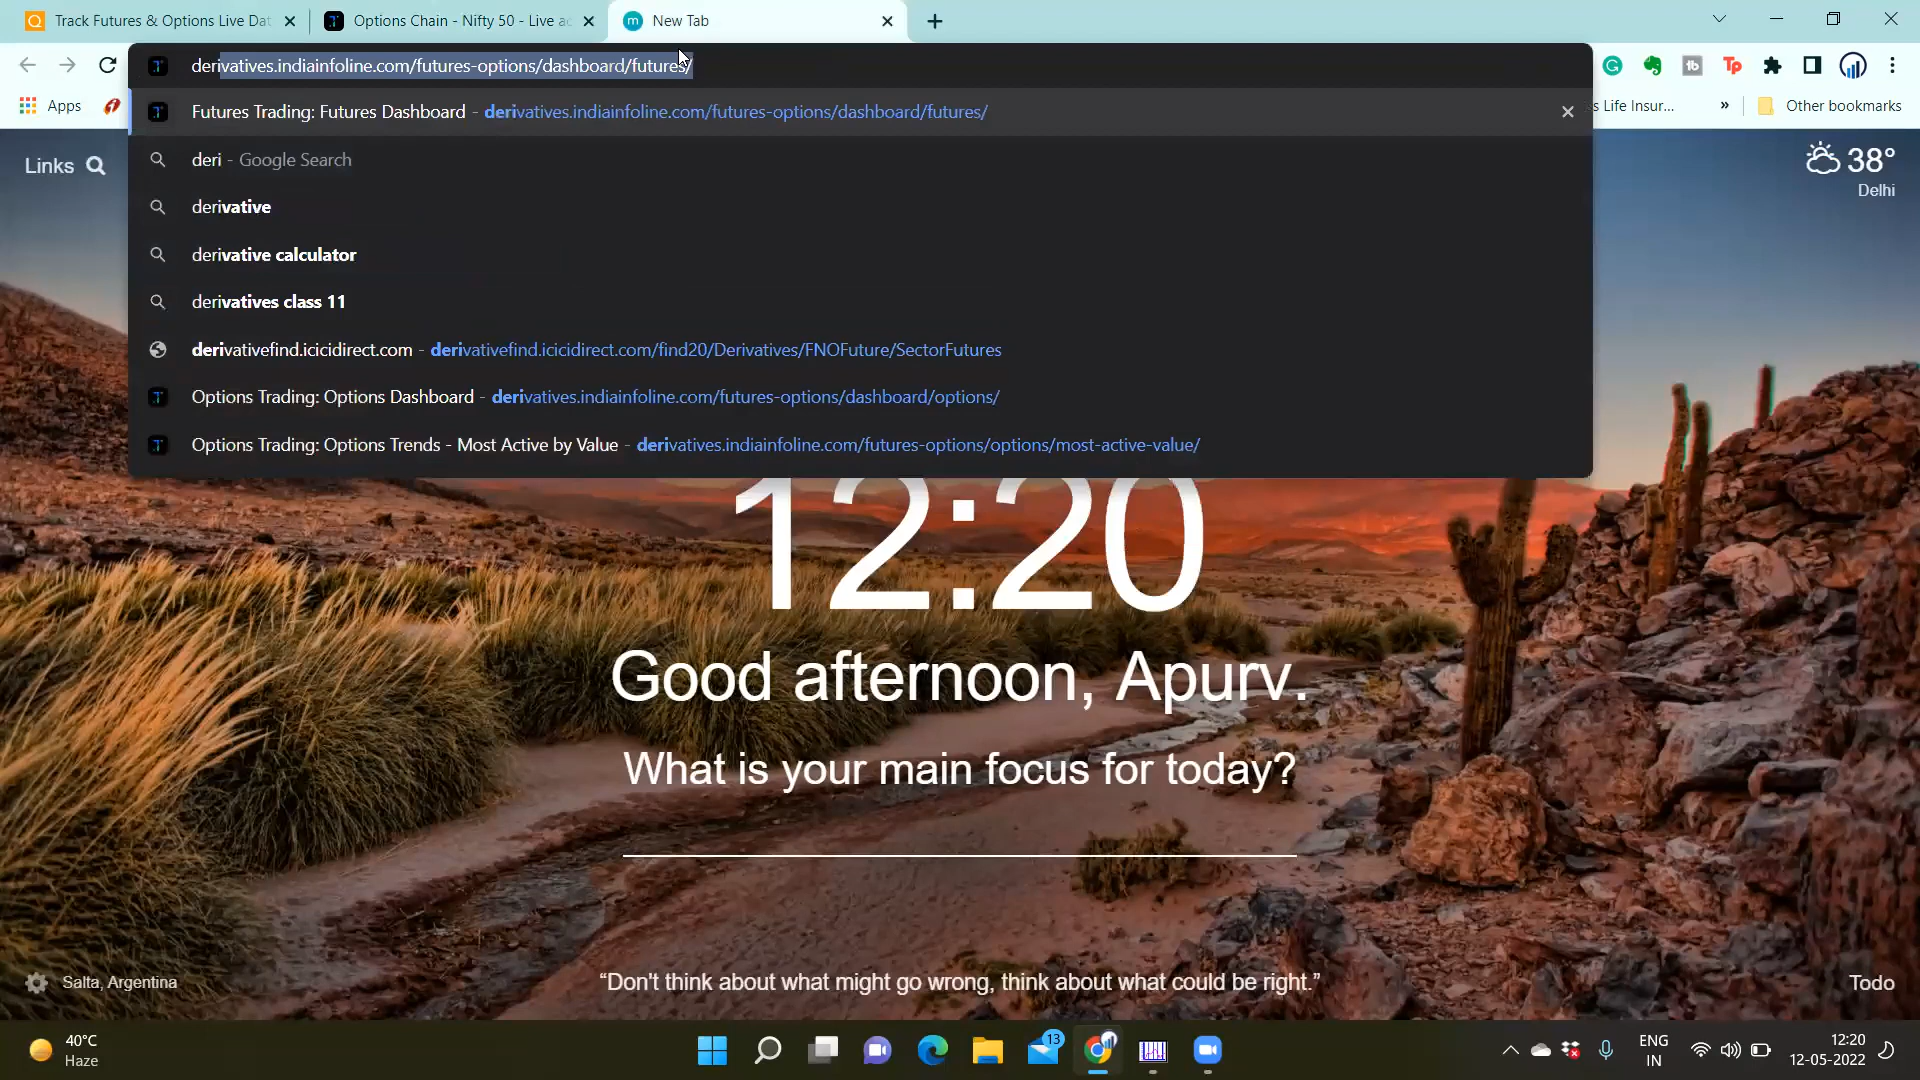 Track Futures & Options Live Dat
Options Chain - Nifty 50 - Live ac
New Tab
derivatives.indiainfoline.com/futures-options/dashboard/futures/
Apps
ss Life Insur...
»
Other bookmarks
Futures Trading: Futures Dashboard - derivatives.indiainfoline.com/futures-options/dashboard/futures/
deri - Google Search
derivative
derivative calculator
derivatives class 11
derivativefind.icicidirect.com - derivativefind.icicidirect.com/find20/Derivatives/FNOFuture/SectorFutures
Options Trading: Options Dashboard - derivatives.indiainfoline.com/futures-options/dashboard/options/
Options Trading: Options Trends - Most Active by Value - derivatives.indiainfoline.com/futures-options/options/most-active-value/
Links
38°
Delhi
12:20
Good afternoon, Apurv.
What is your main focus for today?
Salta, Argentina
“Don't think about what might go wrong, think about what could be right.”
Todo
40°C
Haze
13
ENG
IN
12:20
12-05-2022